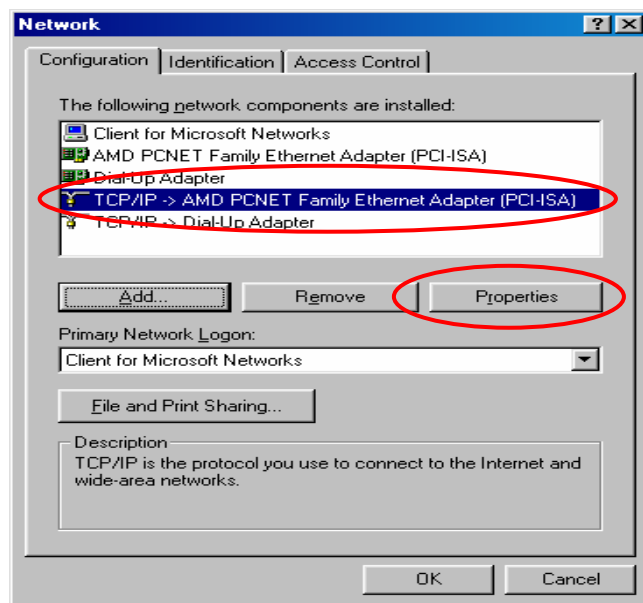 Network
Configuration Identification Access Control
The following network components are installed:
Client for Microsoft Networks
AMD PCNET Family Ethernet Adapter (PCI-ISA)
Dial-Up Adapter
TCP/IP -> AMD PCNET Family Ethernet Adapter (PCI-ISA)
TCP/IP -> Dial-Up Adapter
Add... Remove Properties
Primary Network Logon:
Client for Microsoft Networks
File and Print Sharing...
Description
TCP/IP is the protocol you use to connect to the Internet and
wide-area networks.
OK Cancel